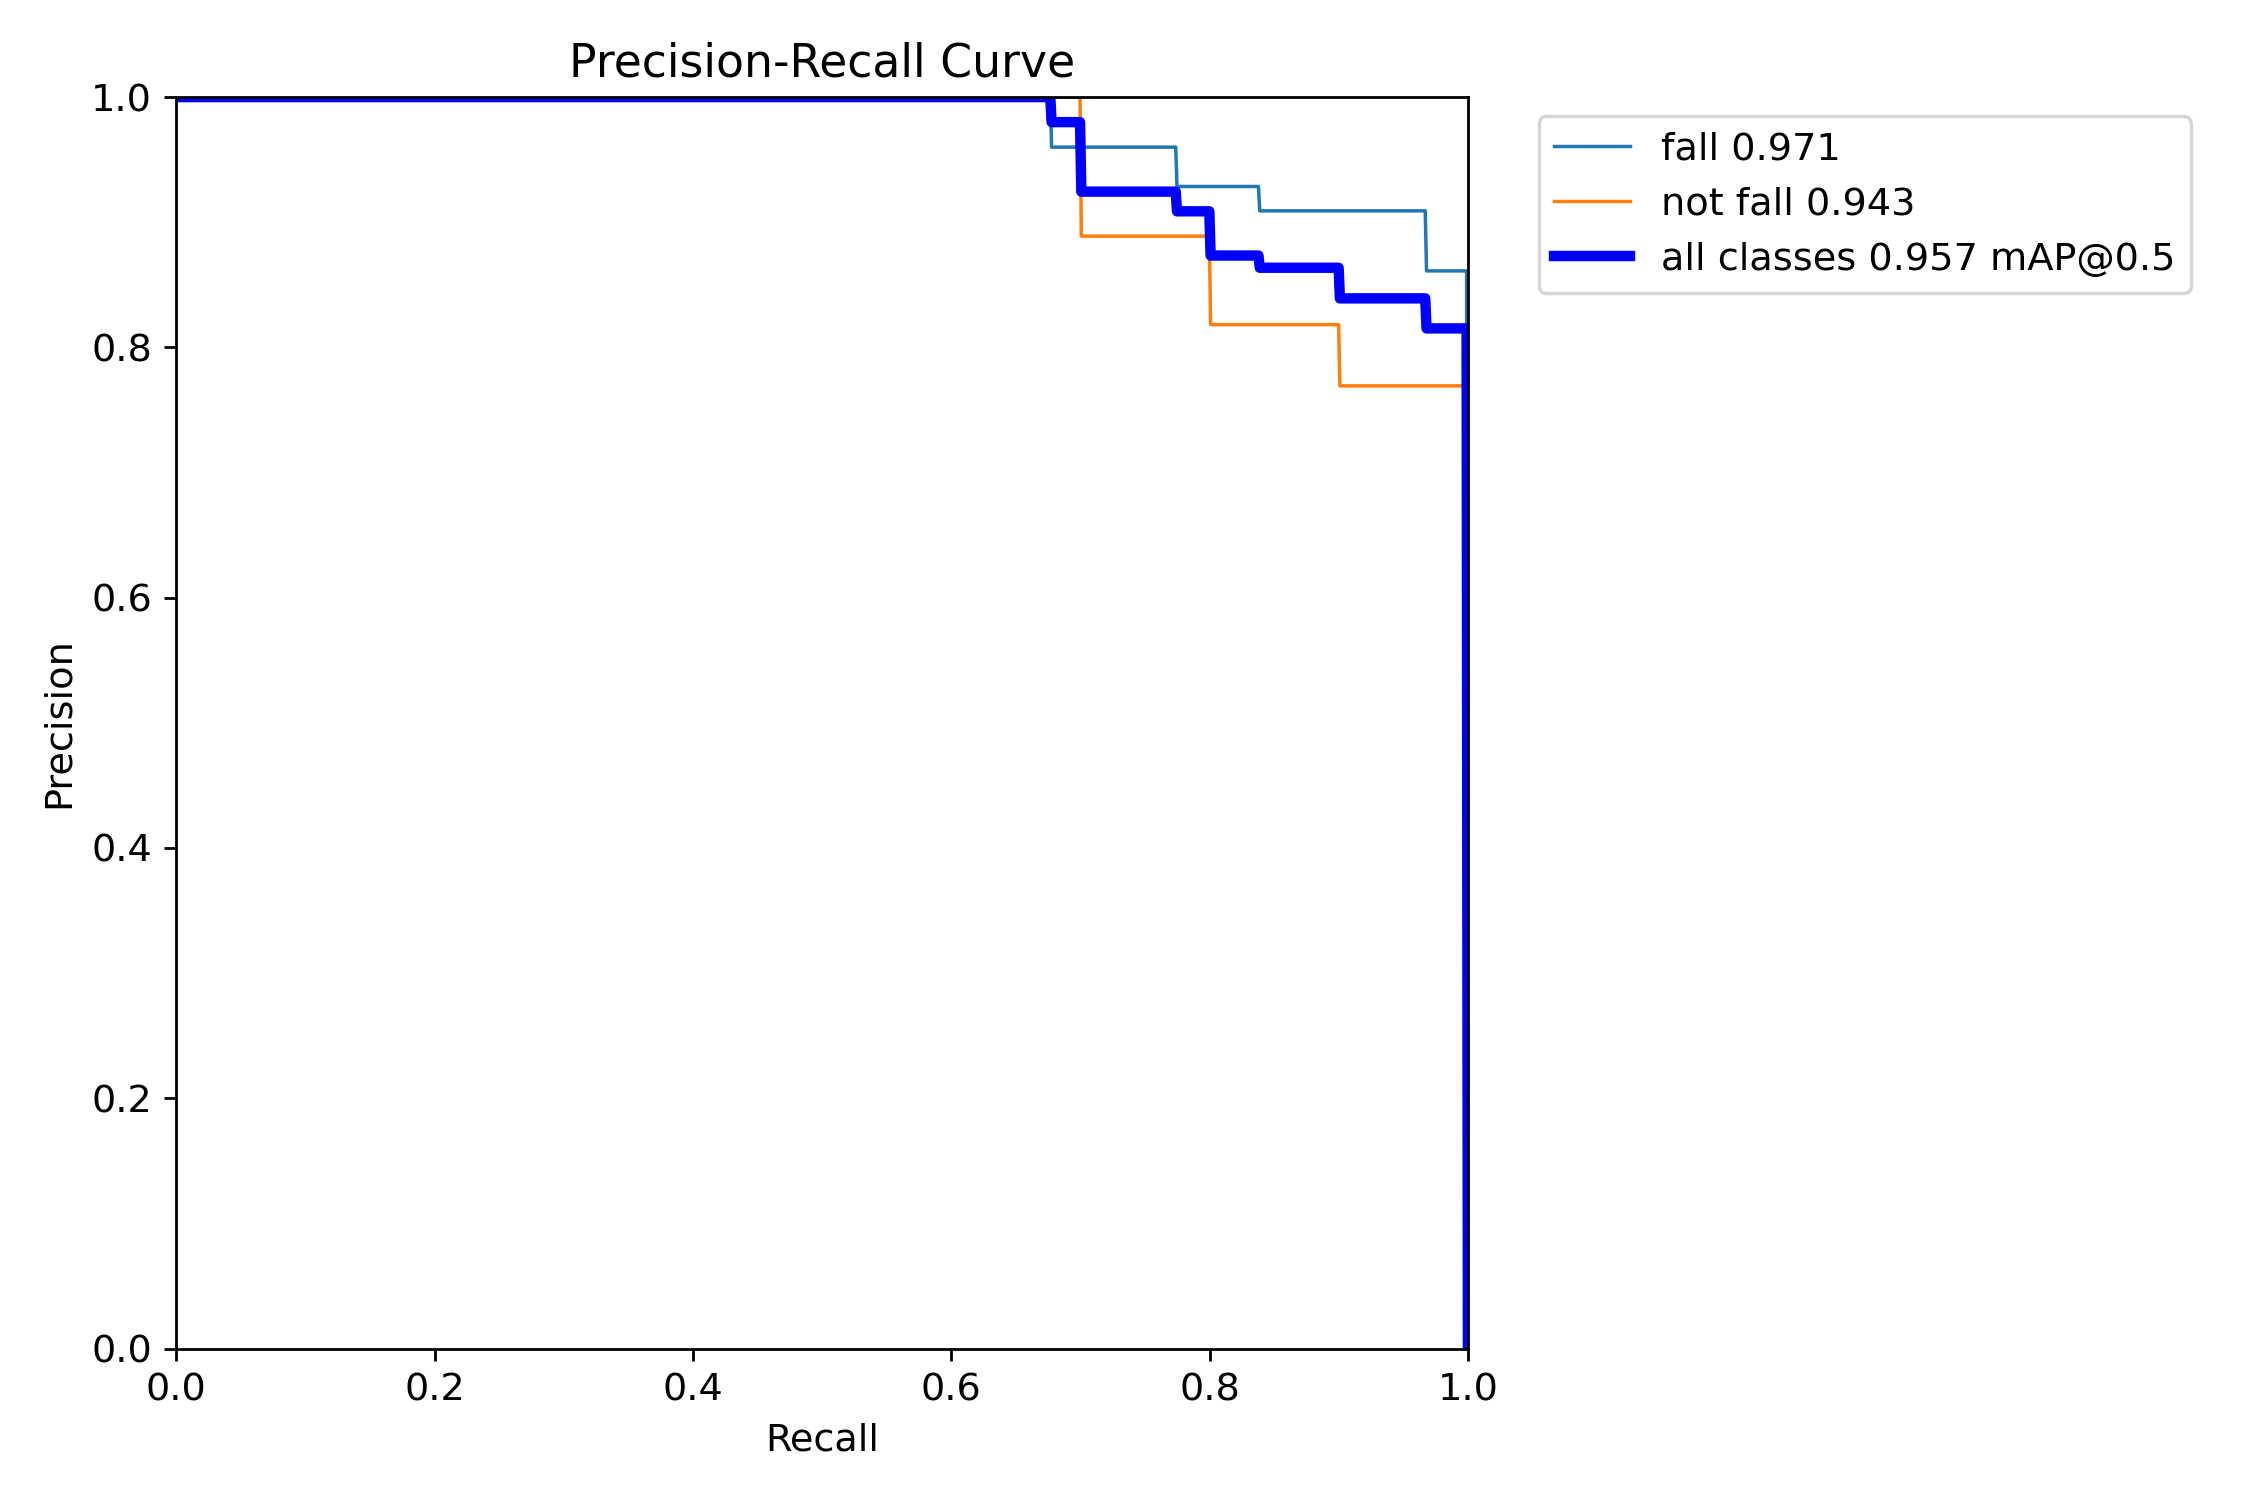 Precision-Recall Curve
1.0
0.8
0.6
0.4
0.2
0.0
Precision
0.0 0.2 0.4 0.6 0.8 1.0
Recall
fall 0.971
not fall 0.943
all classes 0.957 mAP@0.5